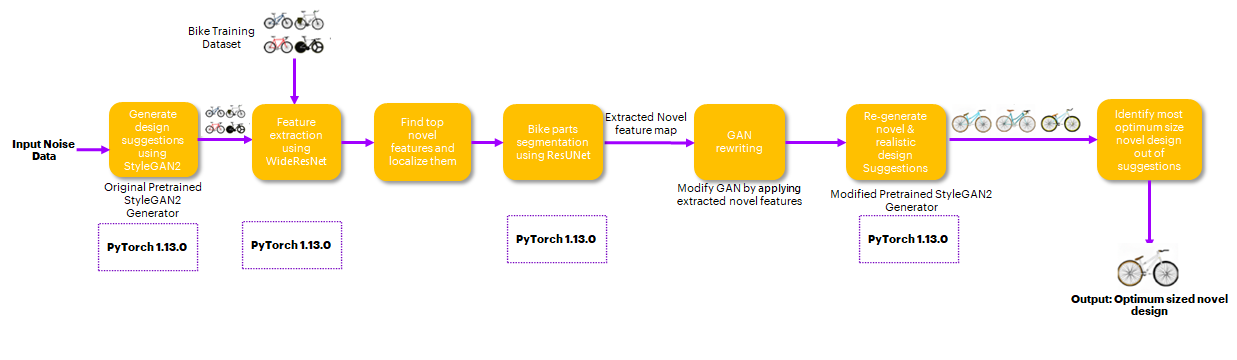 Bike Training
Dataset
Input Noise
Data
Generate
design
suggestions
using
StyleGAN2
Original Pretrained
StyleGAN2
Generator
PyTorch 1.13.0
Feature
extraction
using
WideResNet
PyTorch 1.13.0
Find top
novel
features and
localize them
Bike parts
segmentation
using ResUNet
PyTorch 1.13.0
Extracted Novel
feature map
GAN
rewriting
Modify GAN by applying
extracted novel features
Re-generate
novel &
realistic
design
Suggestions
Modified Pretrained StyleGAN2
Generator
PyTorch 1.13.0
Identify most
optimum size
novel design
out of
suggestions
Output: Optimum sized novel
design